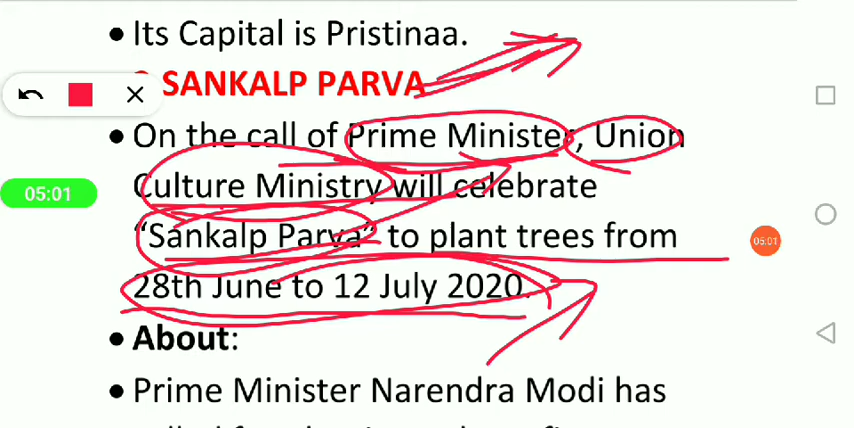 • Its Capital is Pristinaa.
SANKALP PARVA
• On the call of Prime Minister, Union
05:01
Culture Ministry will celebrate
"Sankalp Parva" to plant trees from
05:01
28th June to 12 July 2020.
• About:
• Prime Minister Narendra Modi has